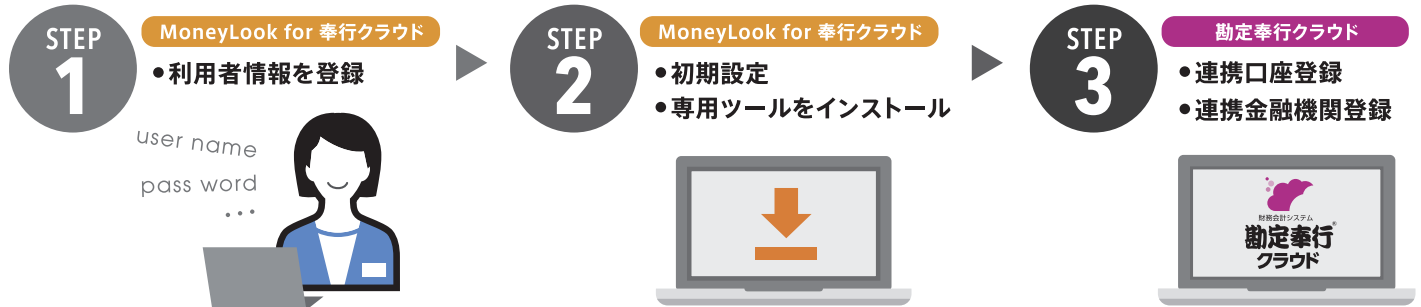 STEP
1
MoneyLook for 奉行クラウド
•利用者情報を登録
user name
pass word
...
STEP
2
MoneyLook for 奉行クラウド
•初期設定
•専用ツールをインストール
STEP
3
勘定奉行クラウド
•連携口座登録
•連携金融機関登録
財務会計システム
勘定奉行®
クラウド